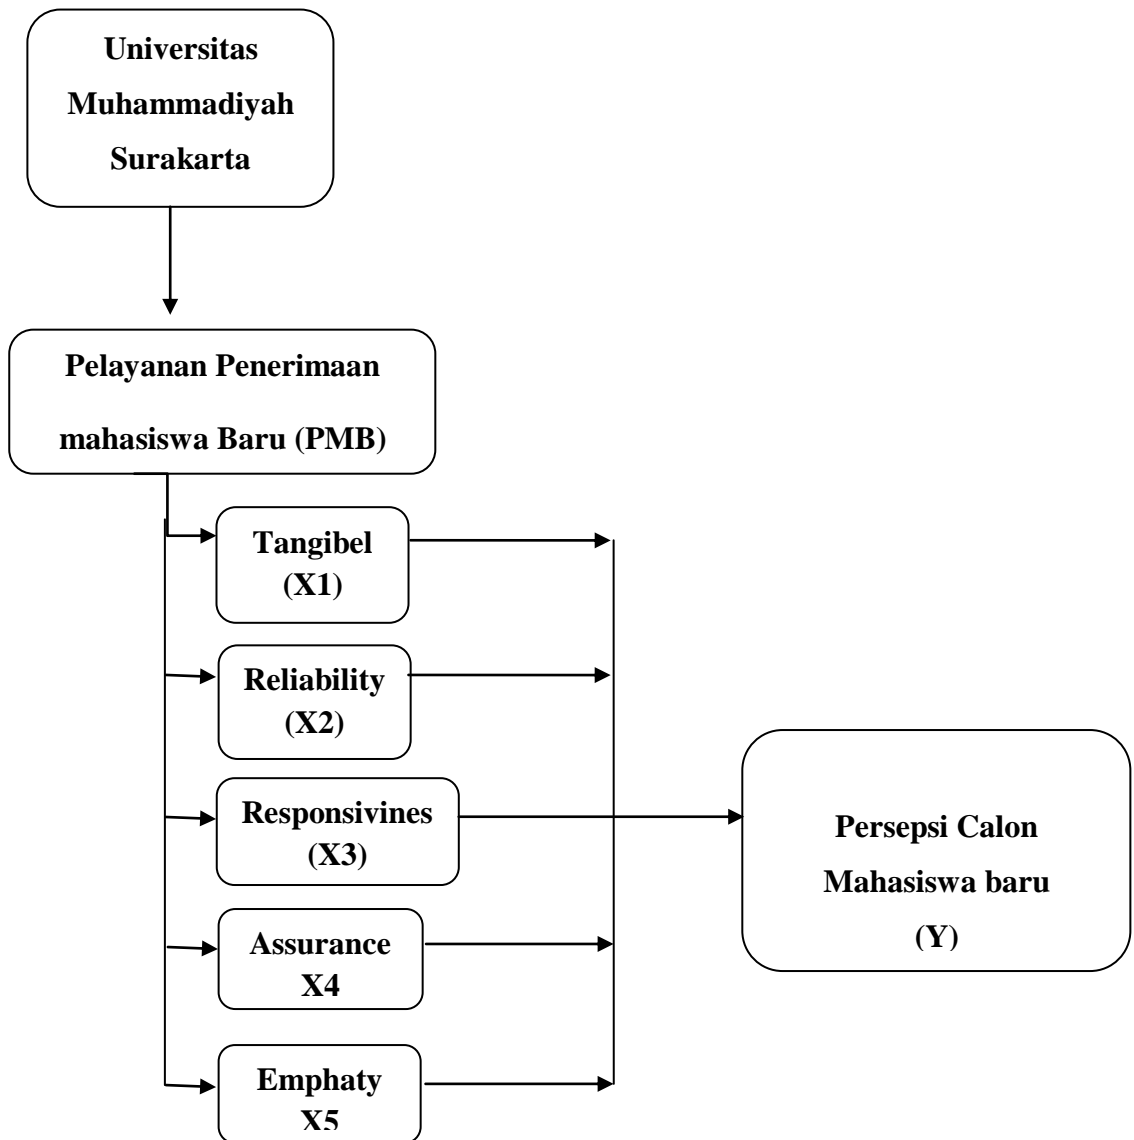 Universitas
Muhammadiyah
Surakarta
Pelayanan Penerimaan
mahasiswa Baru (PMB)
Tangibel
(X1)
Reliability
(X2)
Responsivines
(X3)
Assurance
X4
Emphaty
X5
Persepsi Calon
Mahasiswa baru
(Y)